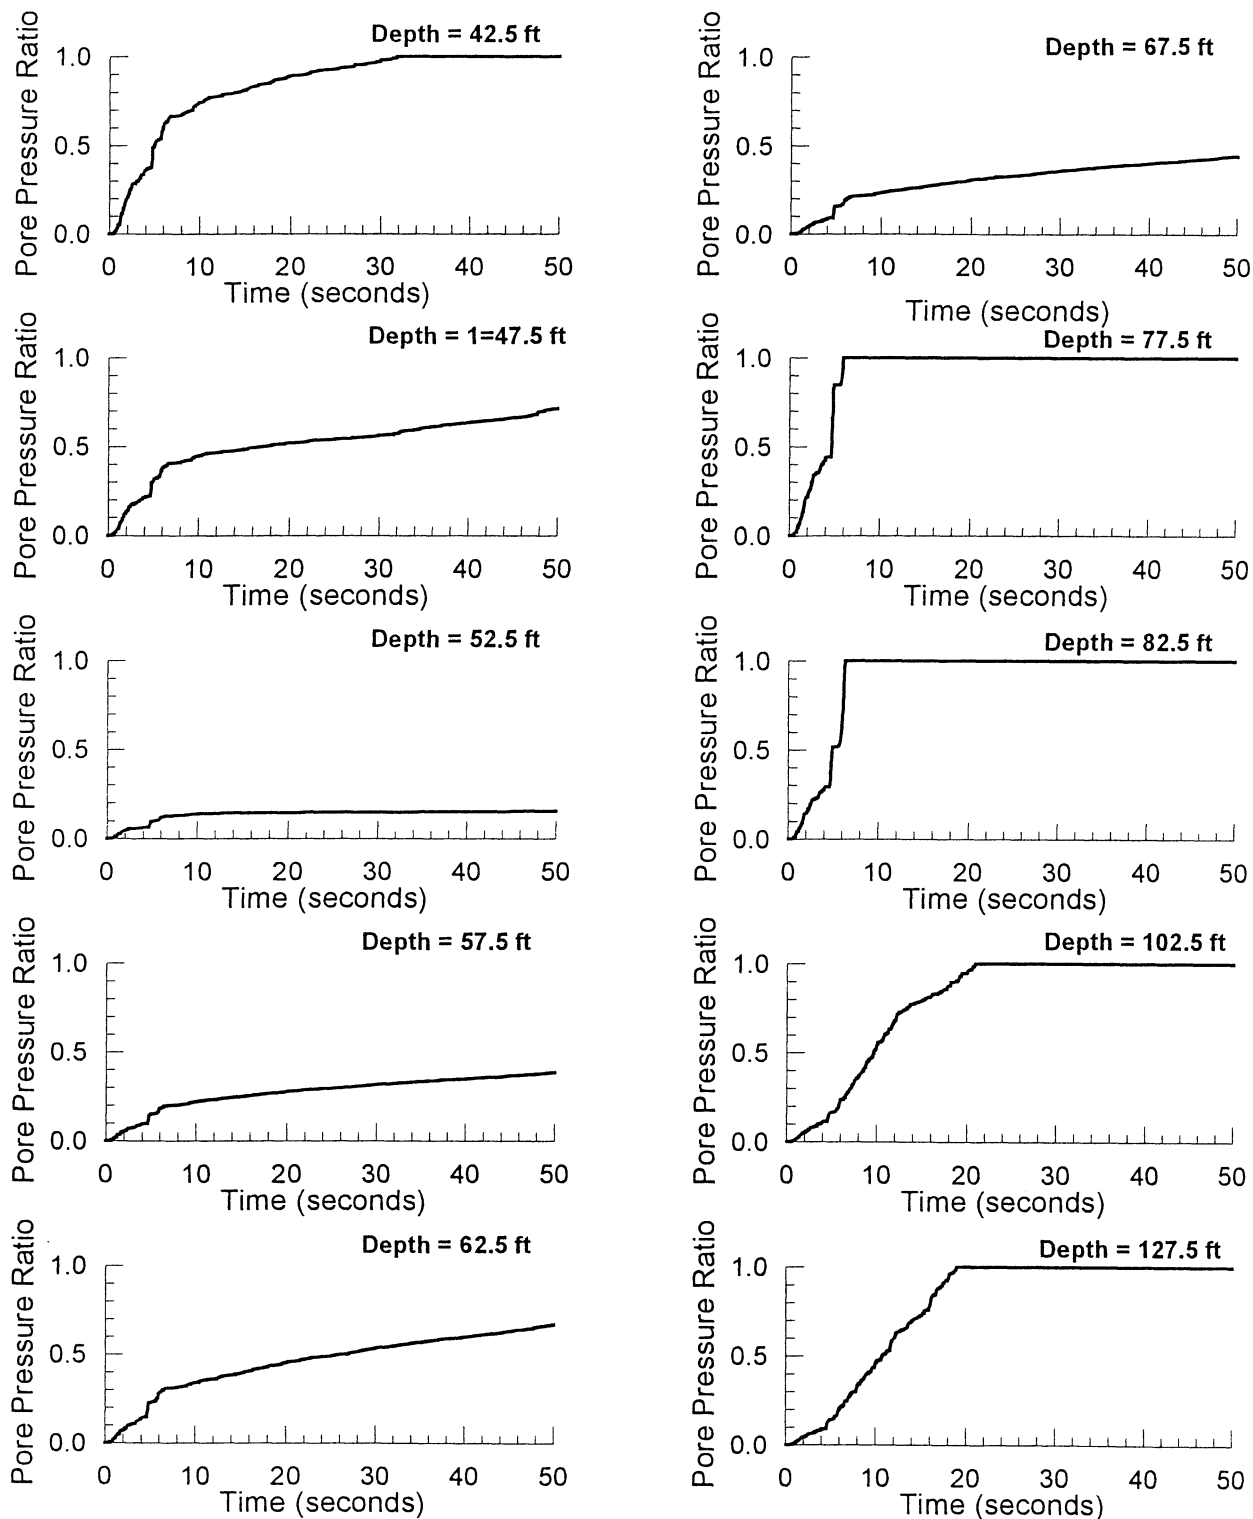 Depth = 42.5 ft
Pore Pressure Ratio
1.0
0.5
0.0
0 10 20 30 40 50
Time (seconds)
Depth = 1=47.5 ft
Pore Pressure Ratio
1.0
0.5
0.0
0 10 20 30 40 50
Time (seconds)
Depth = 52.5 ft
Pore Pressure Ratio
1.0
0.5
0.0
0 10 20 30 40 50
Time (seconds)
Depth = 57.5 ft
Pore Pressure Ratio
1.0
0.5
0.0
0 10 20 30 40 50
Time (seconds)
Depth = 62.5 ft
Pore Pressure Ratio
1.0
0.5
0.0
0 10 20 30 40 50
Time (seconds)
Depth = 67.5 ft
Pore Pressure Ratio
1.0
0.5
0.0
0 10 20 30 40 50
Time (seconds)
Depth = 77.5 ft
Pore Pressure Ratio
1.0
0.5
0.0
0 10 20 30 40 50
Time (seconds)
Depth = 82.5 ft
Pore Pressure Ratio
1.0
0.5
0.0
0 10 20 30 40 50
Time (seconds)
Depth = 102.5 ft
Pore Pressure Ratio
1.0
0.5
0.0
0 10 20 30 40 50
Time (seconds)
Depth = 127.5 ft
Pore Pressure Ratio
1.0
0.5
0.0
0 10 20 30 40 50
Time (seconds)